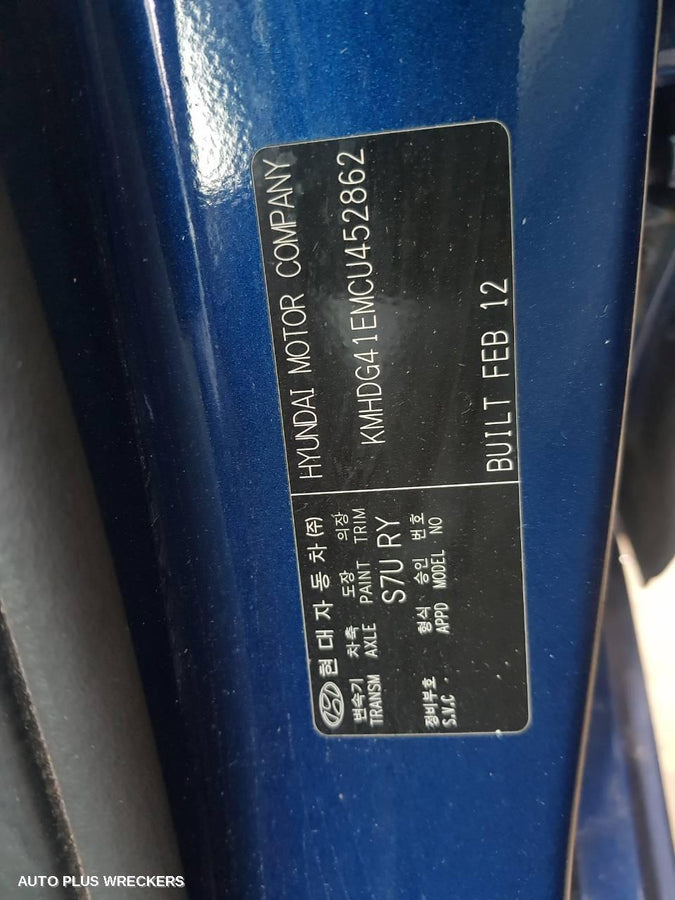 현대자동차(주)
변속기 차축 도장 의장
TRANSM AXLE PAINT TRIM
S7U RY
정비부호 형식 승인 번호
S.V.C APPD MODEL NO
HYUNDAI MOTOR COMPANY
KMHDG41EMCU452862
BUILT FEB 12
AUTO PLUS WRECKERS